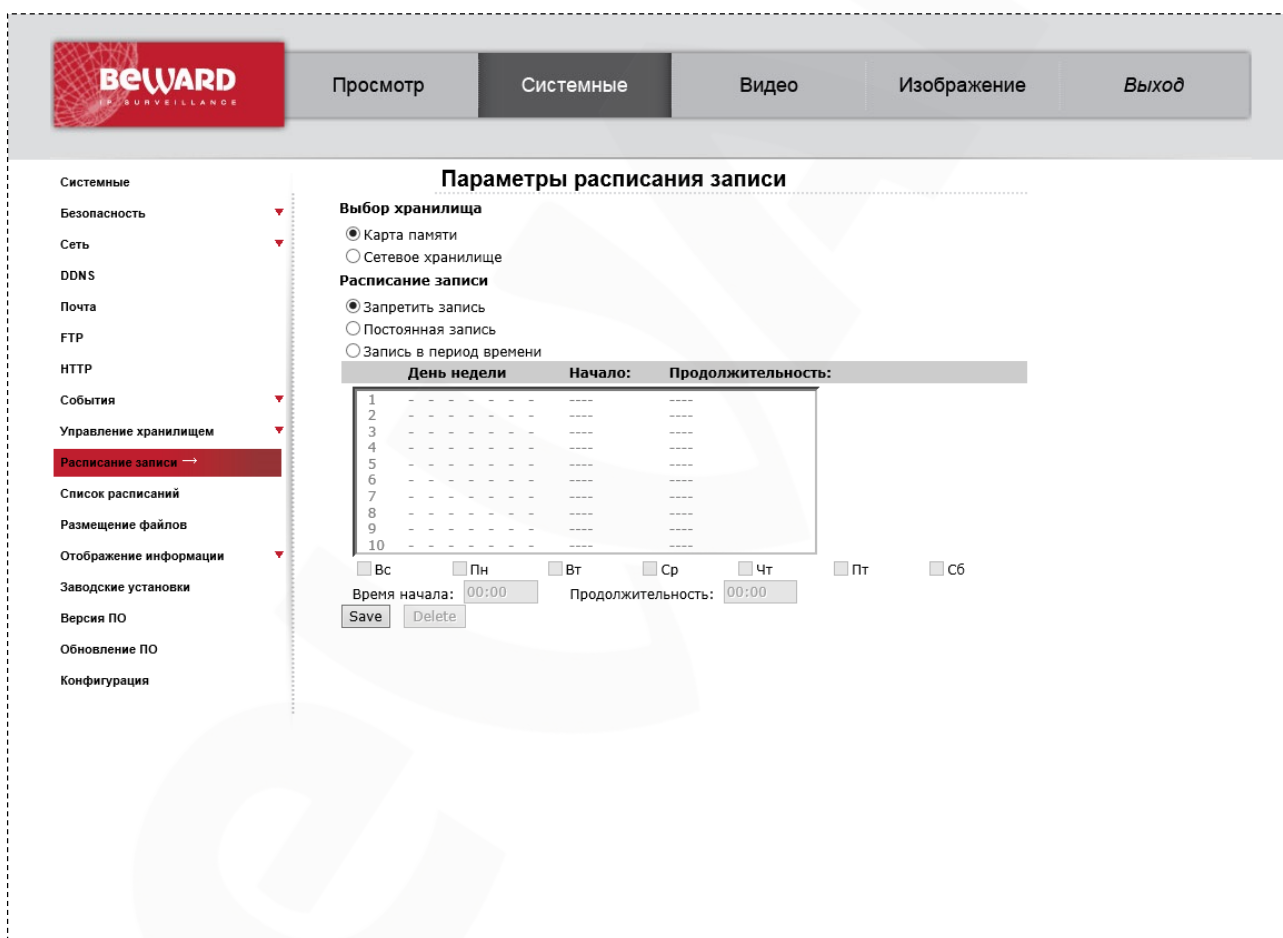 BEWARD
IP SURVEILLANCE
Просмотр Системные Видео Изображение Выход
Системные
Безопасность
Сеть
DDNS
Почта
FTP
HTTP
События
Управление хранилищем
Расписание записи →
Список расписаний
Размещение файлов
Отображение информации
Заводские установки
Версия ПО
Обновление ПО
Конфигурация
Параметры расписания записи
Выбор хранилища
Карта памяти
Сетевое хранилище
Расписание записи
Запретить запись
Постоянная запись
Запись в период времени
День недели Начало: Продолжительность:
1 - - - - - - - ---- ----
2 - - - - - - - ---- ----
3 - - - - - - - ---- ----
4 - - - - - - - ---- ----
5 - - - - - - - ---- ----
6 - - - - - - - ---- ----
7 - - - - - - - ---- ----
8 - - - - - - - ---- ----
9 - - - - - - - ---- ----
10 - - - - - - - ---- ----
Вс Пн Вт Ср Чт Пт Сб
Время начала: 00:00 Продолжительность: 00:00
Save Delete